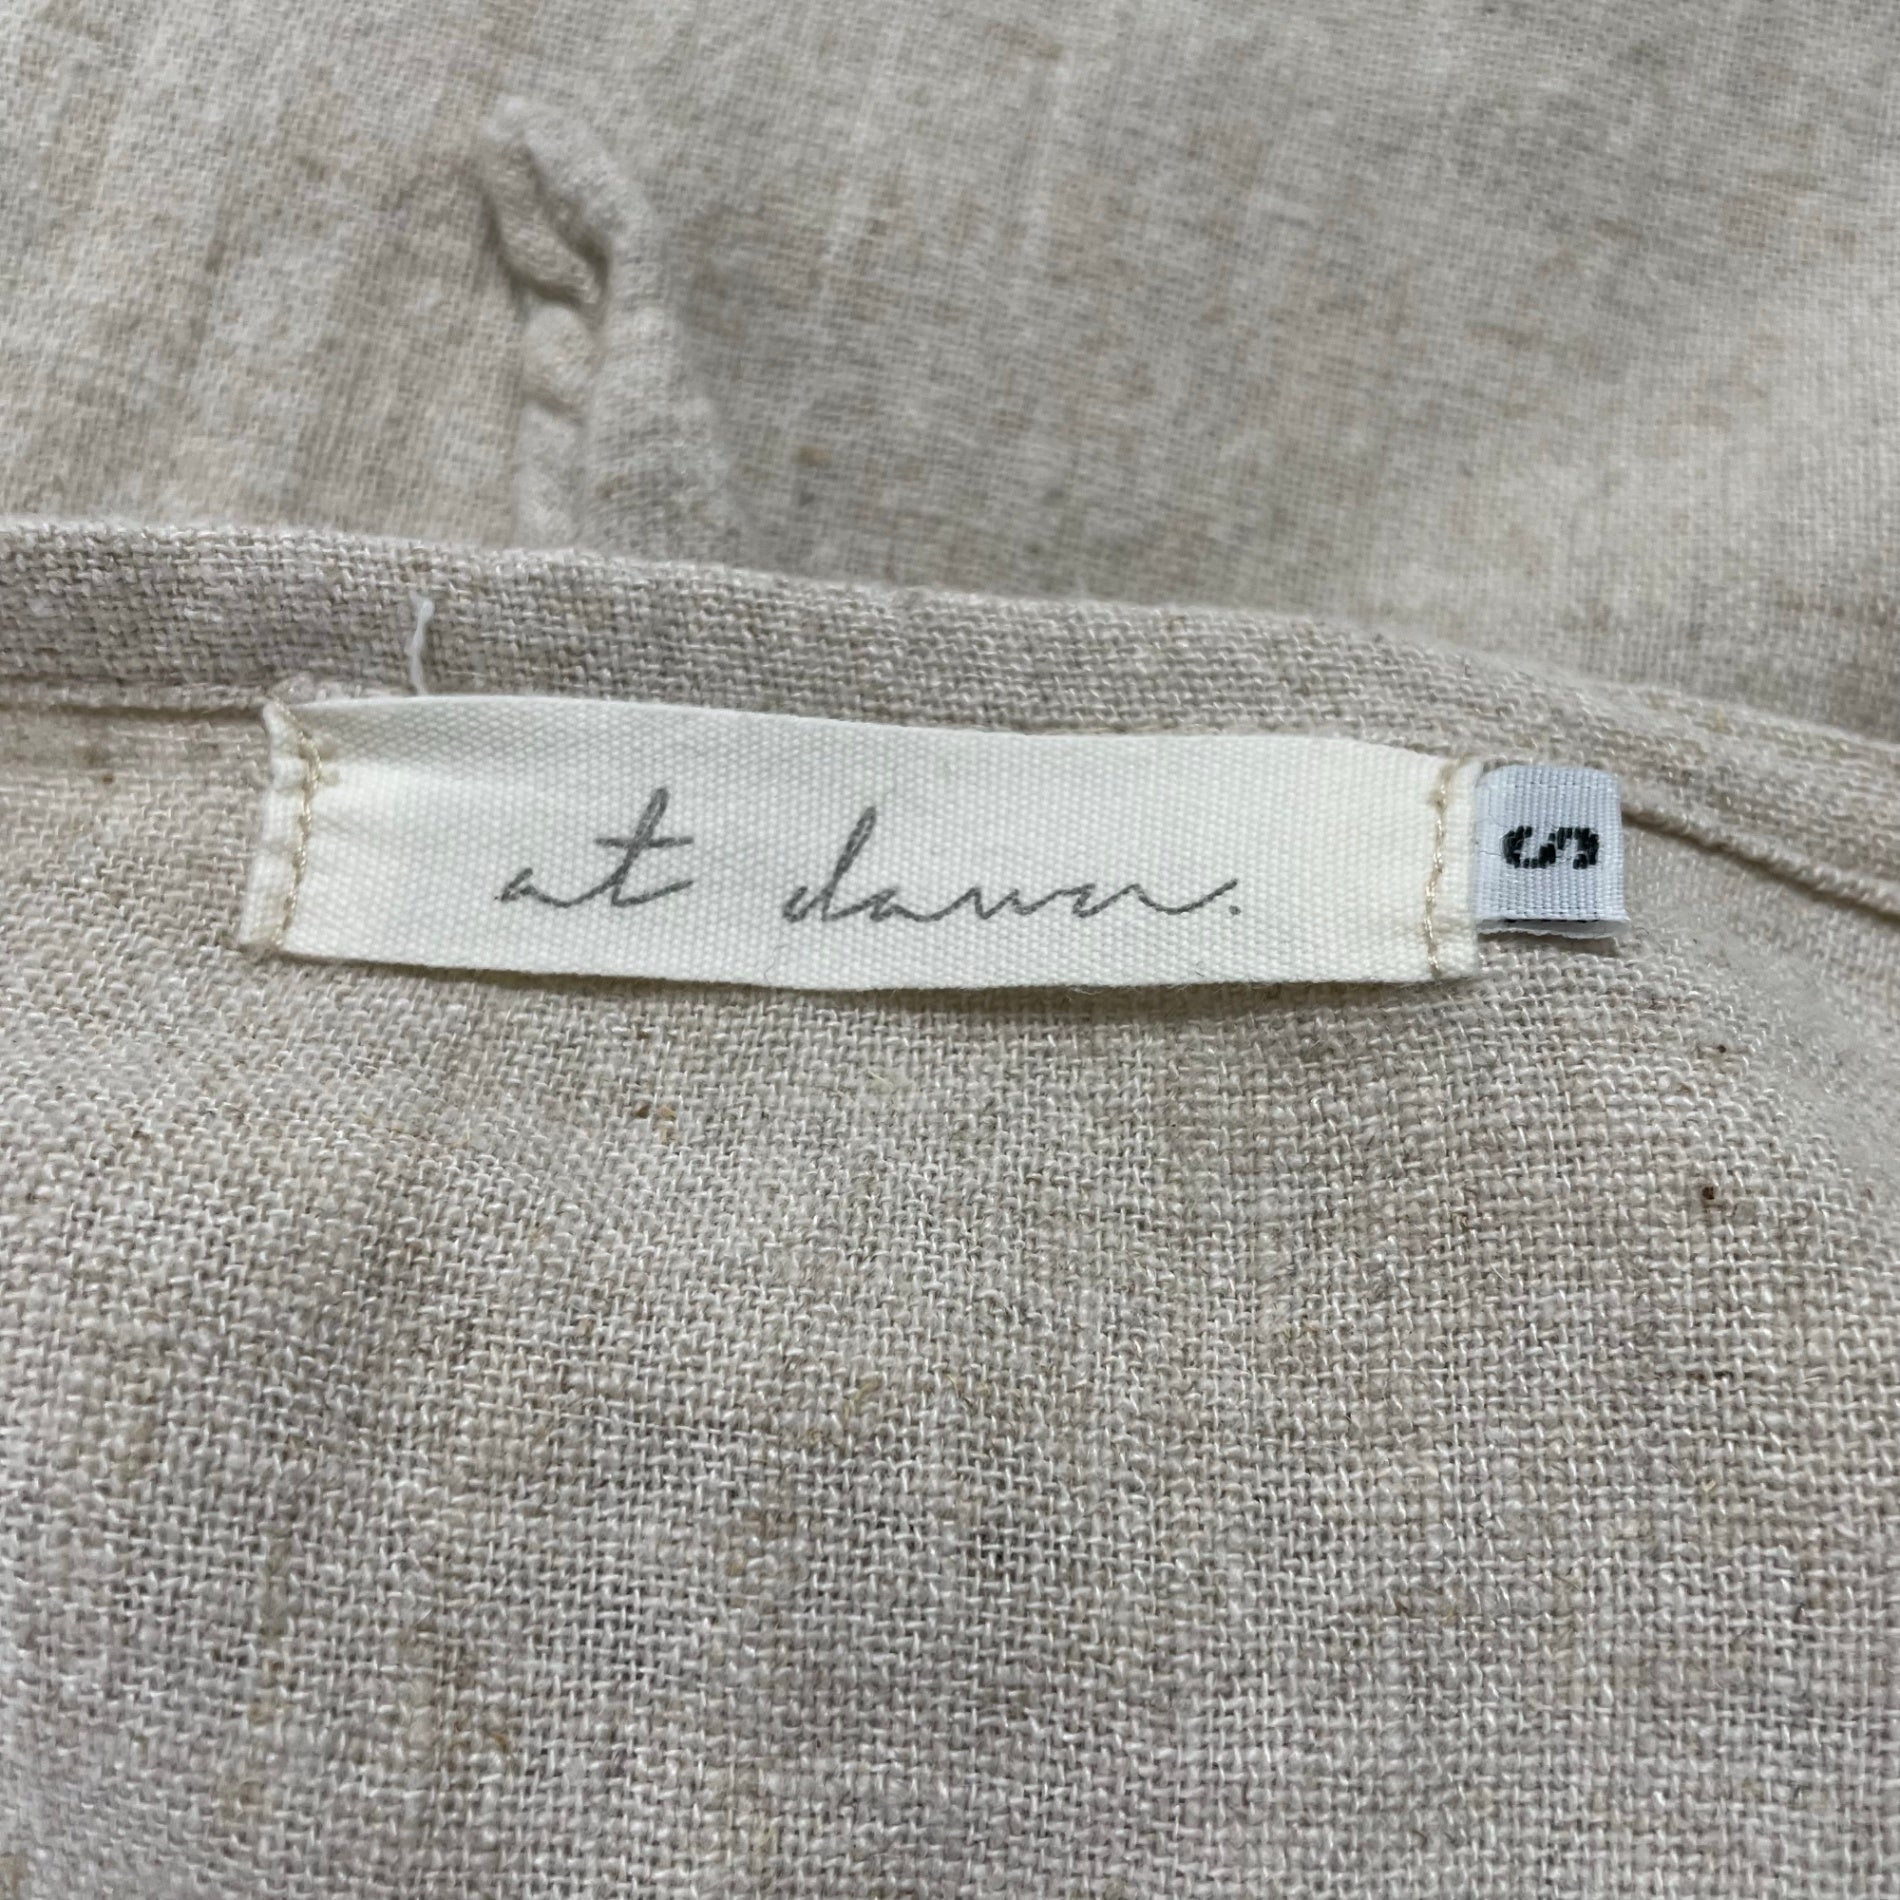 at dawn.
S